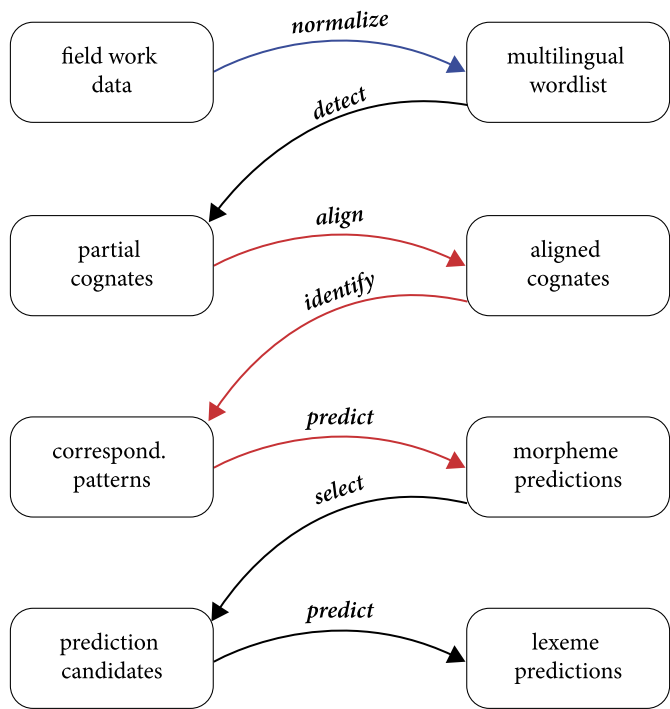 field work
data
normalize
multilingual
wordlist
detect
partial
cognates
align
aligned
cognates
identify
correspond.
patterns
predict
morpheme
predictions
select
prediction
candidates
predict
lexeme
predictions